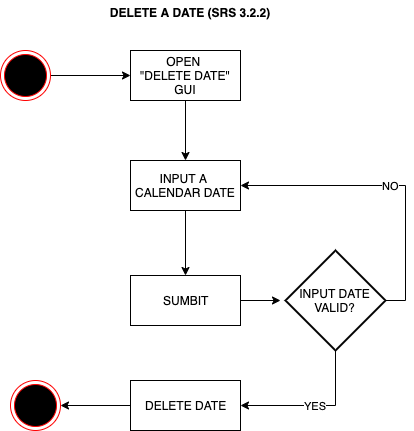 DELETE A DATE (SRS 3.2.2)
OPEN
"DELETE DATE"
GUI
INPUT A
CALENDAR DATE
NO
SUMBIT
INPUT DATE
VALID?
DELETE DATE
YES